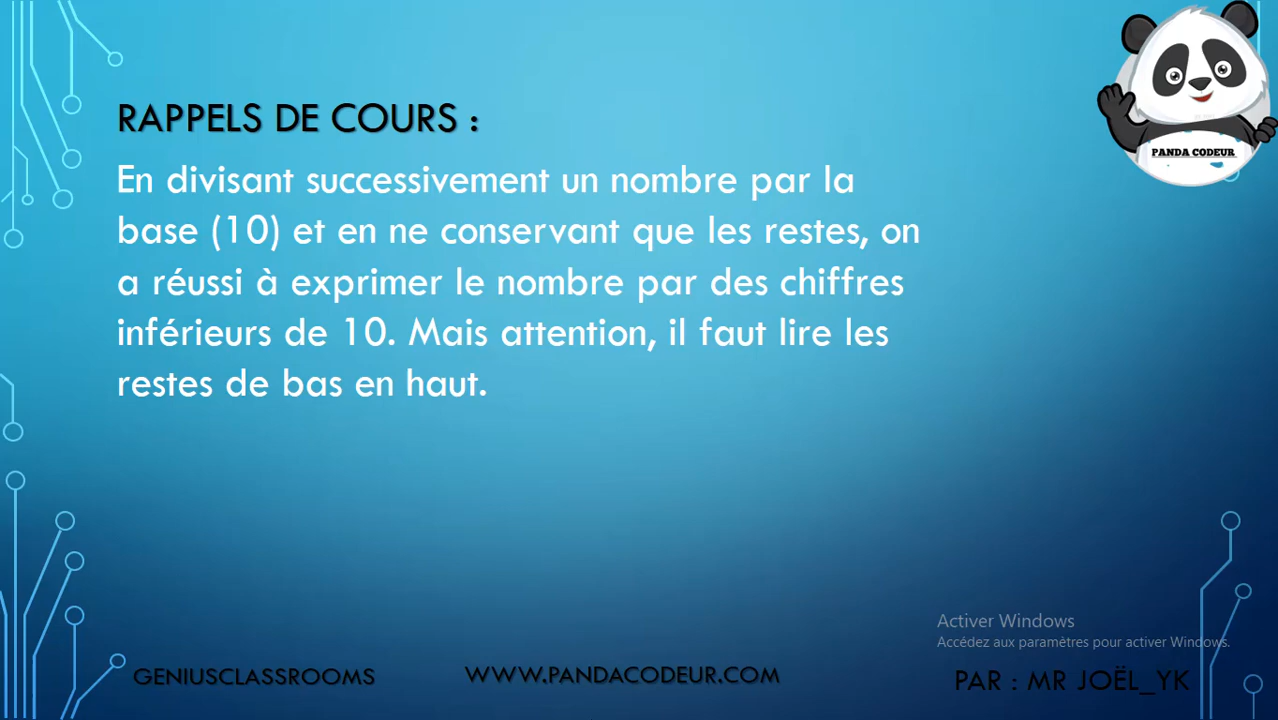 PANDA CODEUR
RAPPELS DE COURS :
En divisant successivement un nombre par la
base (10) et en ne conservant que les restes, on
a réussi à exprimer le nombre par des chiffres
inférieurs de 10. Mais attention, il faut lire les
restes de bas en haut.
Activer Windows
Accédez aux paramètres pour activer Windows.
GENIUSCLASSROOMS
WWW.PANDACODEUR.COM
PAR : MR JOËL_YK